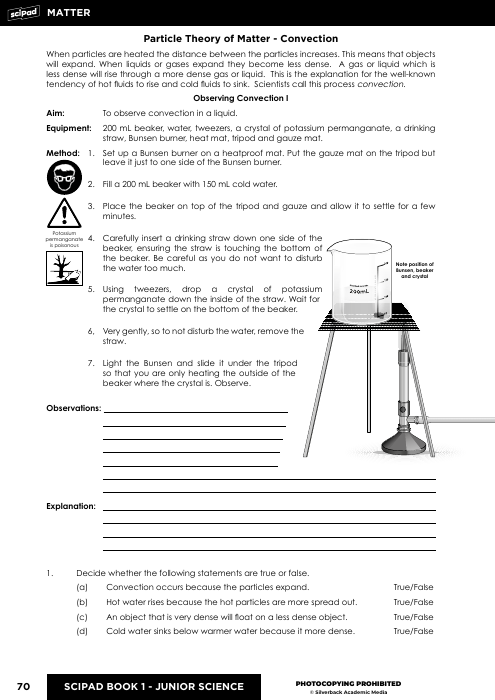 scipad MATTER
Particle Theory of Matter - Convection
When particles are heated the distance between the particles increases. This means that objects
will expand. When liquids or gases expand they become less dense. A gas or liquid which is
less dense will rise through a more dense gas or liquid. This is the explanation for the well-known
tendency of hot fluids to rise and cold fluids to sink. Scientists call this process convection.
Observing Convection I
Aim: To observe convection in a liquid.
Equipment: 200 mL beaker, water, tweezers, a crystal of potassium permanganate, a drinking
straw, Bunsen burner, heat mat, tripod and gauze mat.
Method: 1. Set up a Bunsen burner on a heatproof mat. Put the gauze mat on the tripod but
leave it just to one side of the Bunsen burner.
2. Fill a 200 mL beaker with 150 mL cold water.
3. Place the beaker on top of the tripod and gauze and allow it to settle for a few
minutes.
Potassium
permanganate
is poisonous
4. Carefully insert a drinking straw down one side of the
beaker, ensuring the straw is touching the bottom of
the beaker. Be careful as you do not want to disturb
the water too much.
5. Using tweezers, drop a crystal of potassium
permanganate down the inside of the straw. Wait for
the crystal to settle on the bottom of the beaker.
6. Very gently, so to not disturb the water, remove the
straw.
7. Light the Bunsen and slide it under the tripod
so that you are only heating the outside of the
beaker where the crystal is. Observe.
Note position of
Bunsen, beaker
and crystal
200mL
Observations:
Explanation:
1. Decide whether the following statements are true or false.
(a) Convection occurs because the particles expand. True/False
(b) Hot water rises because the hot particles are more spread out. True/False
(c) An object that is very dense will float on a less dense object. True/False
(d) Cold water sinks below warmer water because it more dense. True/False
70 SCIPAD BOOK 1 - JUNIOR SCIENCE
PHOTOCOPYING PROHIBITED
© Silverback Academic Media